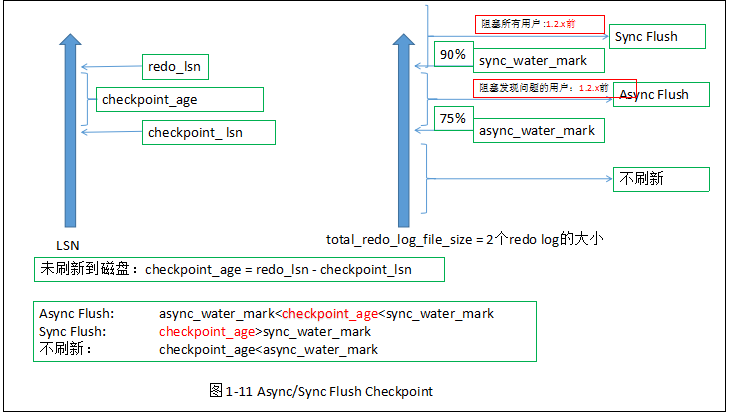 阻塞所有用户:1.2.x前
Sync Flush
90%
sync_water_mark
redo_lsn
checkpoint_age
阻塞发现问题的用户：1.2.x前
Async Flush
75%
async_water_mark
checkpoint_ lsn
不刷新
LSN
total_redo_log_file_size = 2个redo log的大小
未刷新到磁盘：checkpoint_age = redo_lsn - checkpoint_lsn
Async Flush: async_water_mark<checkpoint_age<sync_water_mark
Sync Flush: checkpoint_age>sync_water_mark
不刷新： checkpoint_age<async_water_mark
图 1-11 Async/Sync Flush Checkpoint